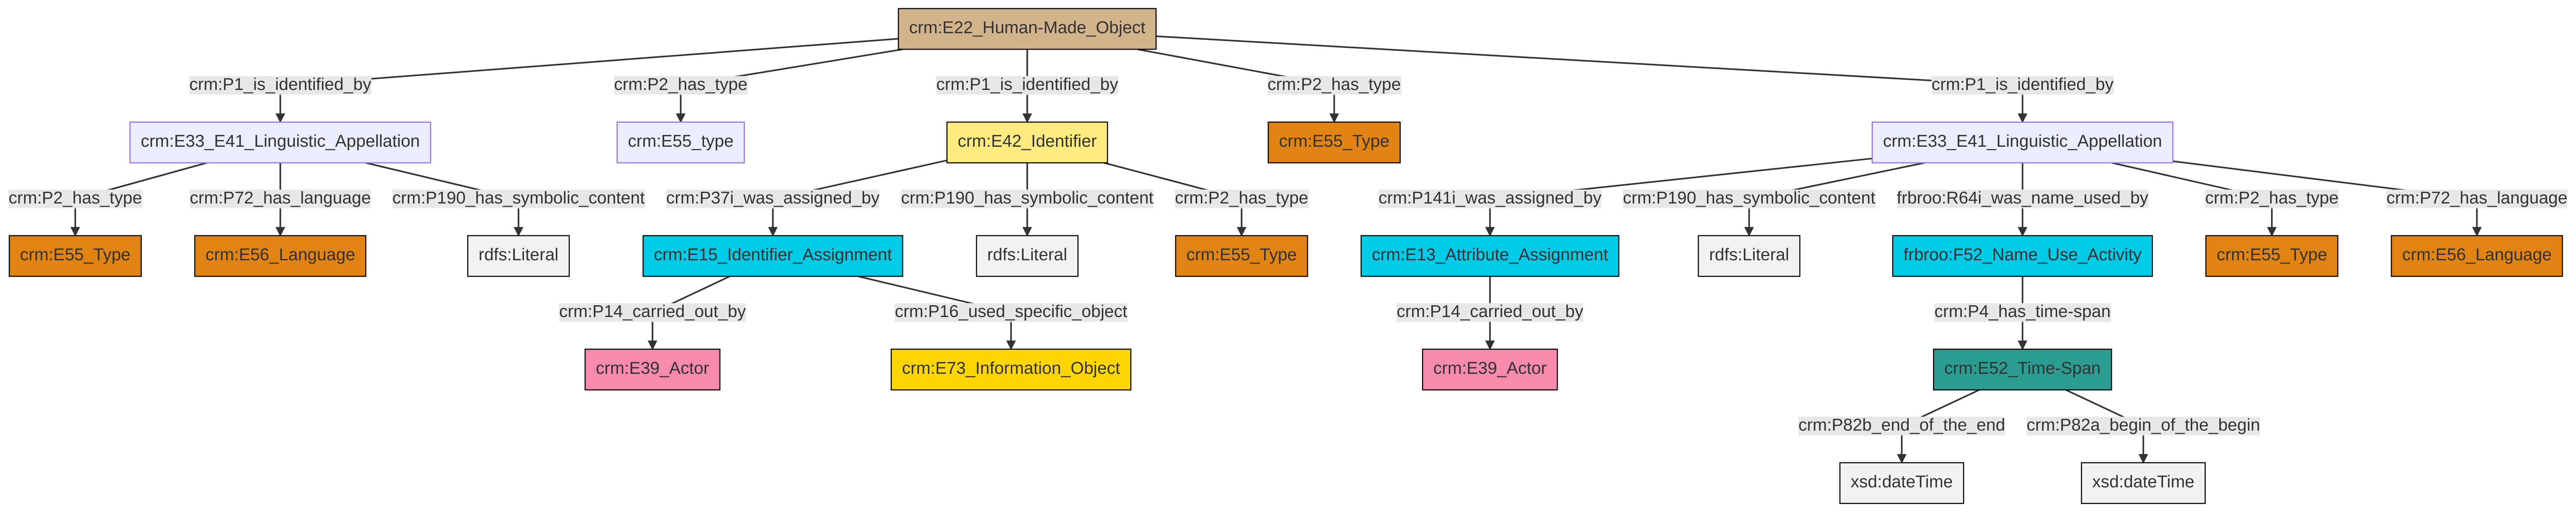 crm:E22_Human-Made_Object
crm:P1_is_identified_by
crm:P2_has_type
crm:P1_is_identified_by
crm:P2_has_type
crm:P1_is_identified_by
crm:E33_E41_Linguistic_Appellation
crm:E55_type
crm:E42_Identifier
crm:E55_Type
crm:E33_E41_Linguistic_Appellation
crm:P2_has_type
crm:P72_has_language
crm:P190_has_symbolic_content
crm:P37i_was_assigned_by
crm:P190_has_symbolic_content
crm:P2_has_type
crm:P141i_was_assigned_by
crm:P190_has_symbolic_content
frbroo:R64i_was_name_used_by
crm:P2_has_type
crm:P72_has_language
crm:E55_Type
crm:E56_Language
rdfs:Literal
crm:E15_Identifier_Assignment
rdfs:Literal
crm:E55_Type
crm:E13_Attribute_Assignment
rdfs:Literal
frbroo:F52_Name_Use_Activity
crm:E55_Type
crm:E56_Language
crm:P14_carried_out_by
crm:P16_used_specific_object
crm:P14_carried_out_by
crm:P4_has_time-span
crm:E39_Actor
crm:E73_Information_Object
crm:E39_Actor
crm:E52_Time-Span
crm:P82b_end_of_the_end
crm:P82a_begin_of_the_begin
xsd:dateTime
xsd:dateTime